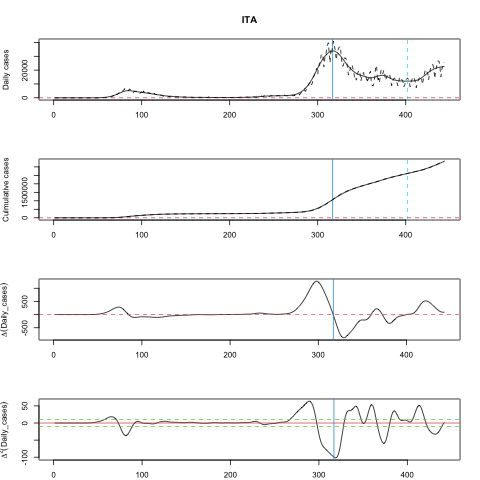 ITA
Daily cases
0 20000
0 100 200 300 400
Culmulative cases
0 1500000
0 100 200 300 400
Δ(Daily_cases)
-500 500
0 100 200 300 400
Δ²(Daily_cases)
-100 0 50
0 100 200 300 400